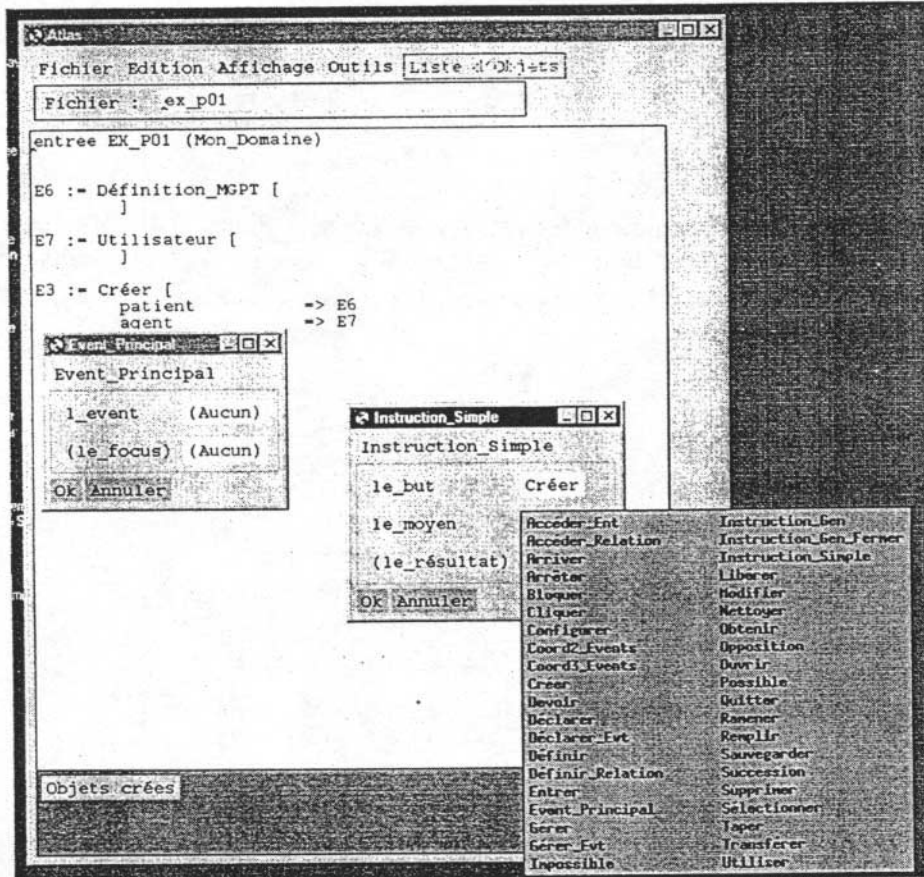 Atlas
Fichier Edition Affichage Outils Liste d'Objets
Fichier : ex_p01
entree EX_P01 (Mon_Domaine)
E6 := Définition_MGPT [
]
E7 := Utilisateur [
]
E3 := Créer [
patient => E6
agent => E7
Event_Principal
Event_Principal
l_event (Aucun)
(le_focus) (Aucun)
Ok Annuler
Instruction_Simple
Instruction_Simple
le_but Créer
le_moyen
(le_résultat)
Ok Annuler
Accéder_Ent Instruction_Gen
Accéder_Relation Instruction_Gen_Fermer
Arriver Instruction_Simple
Arrêter Libérer
Bloquer Modifier
Cliquer Nettoyer
Configurer Obtenir
Coord2_Events Opposition
Coord3_Events Ouvrir
Créer Possible
Devoir Quitter
Déclarer Ramener
Déclarer_Evt Remplir
Définir Sauvegarder
Définir_Relation Succession
Entrer Supprimer
Event_Principal Sélectionner
Gérer Taper
Gérer_Evt Transférer
Impossible Utiliser
Objets crées